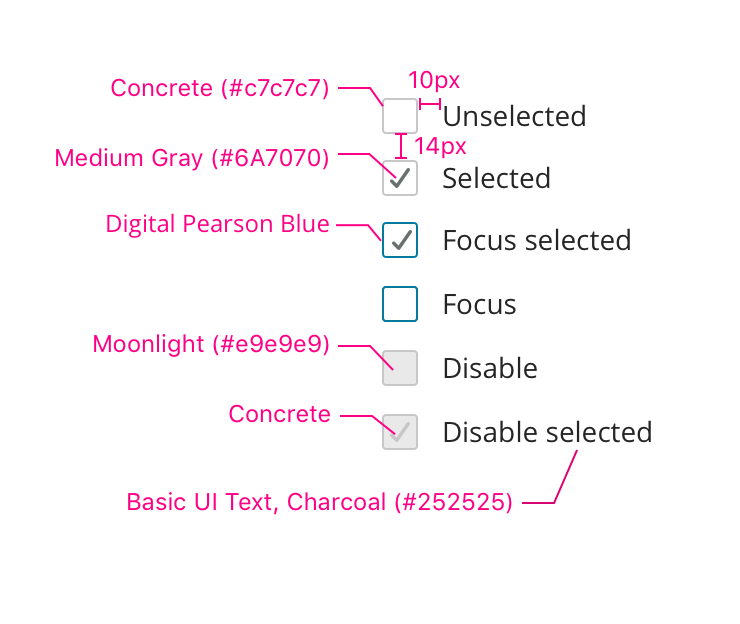 10px
Concrete (#c7c7c7)
Unselected
14px
Medium Gray (#6A7070)
Selected
Digital Pearson Blue
Focus selected
Focus
Moonlight (#e9e9e9)
Disable
Concrete
Disable selected
Basic UI Text, Charcoal (#252525)